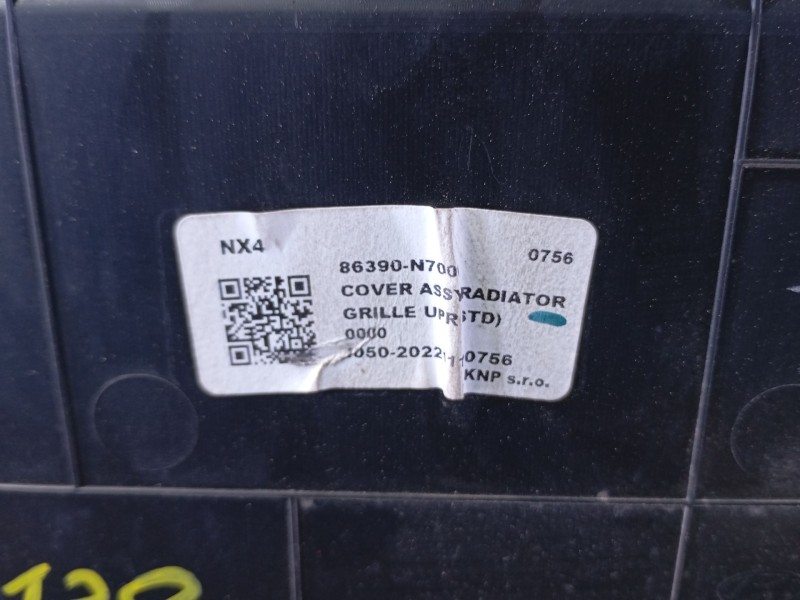 NX4
0756
86390-N700
COVER ASSY RADIATOR
GRILLE UPR(STD)
0000
KNP s.r.o.